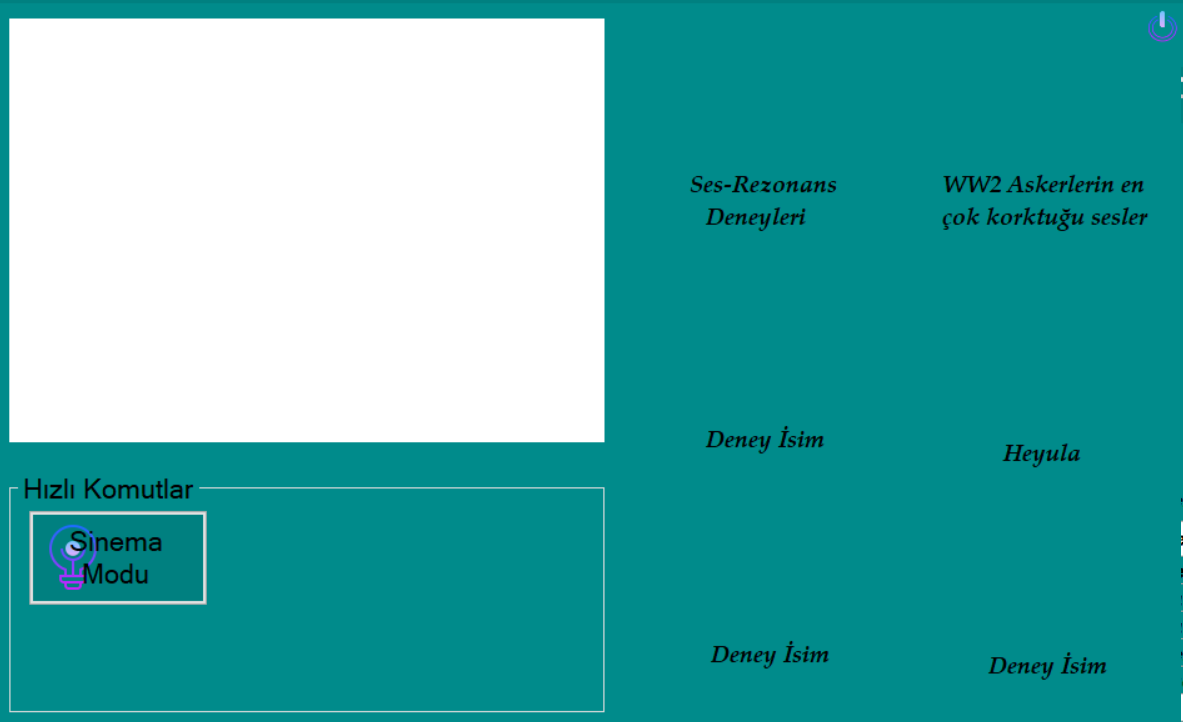 Ses-Rezonans
Deneyleri
WW2 Askerlerin en
çok korktuğu sesler
Deney İsim
Heyula
Hızlı Komutlar
Sinema
Modu
Deney İsim
Deney İsim